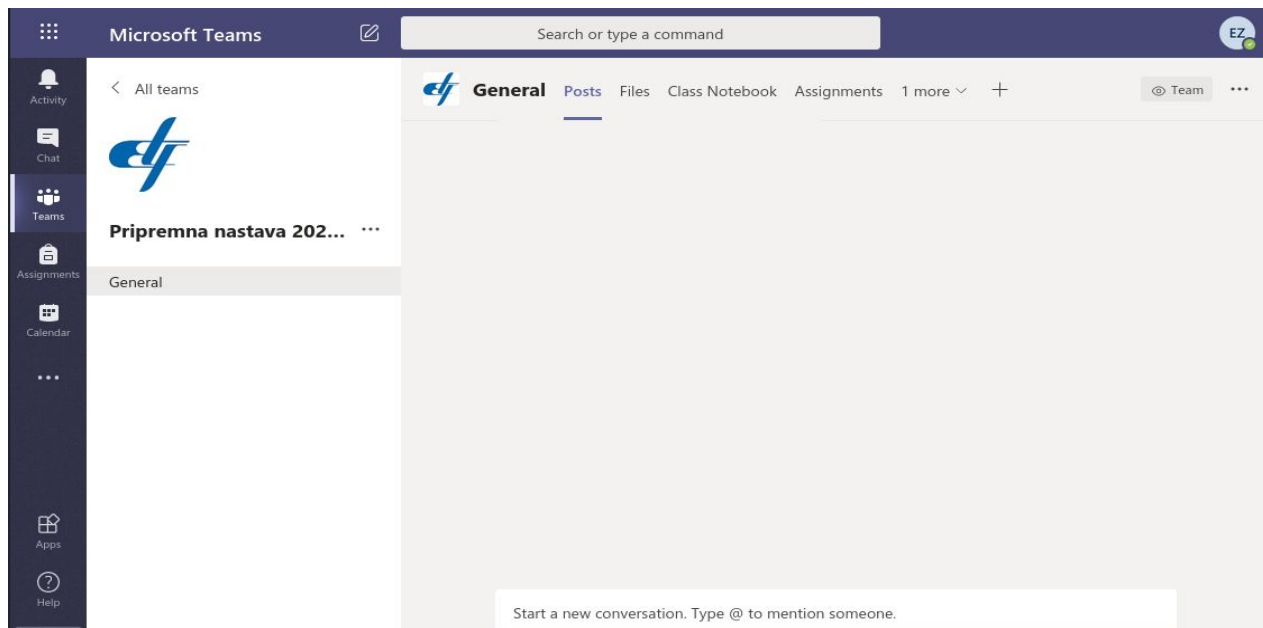 Microsoft Teams
Search or type a command
EZ
Activity
Chat
Teams
Assignments
Calendar
Apps
Help
All teams
Pripremna nastava 202...
General
General Posts Files Class Notebook Assignments 1 more
Team
Start a new conversation. Type @ to mention someone.